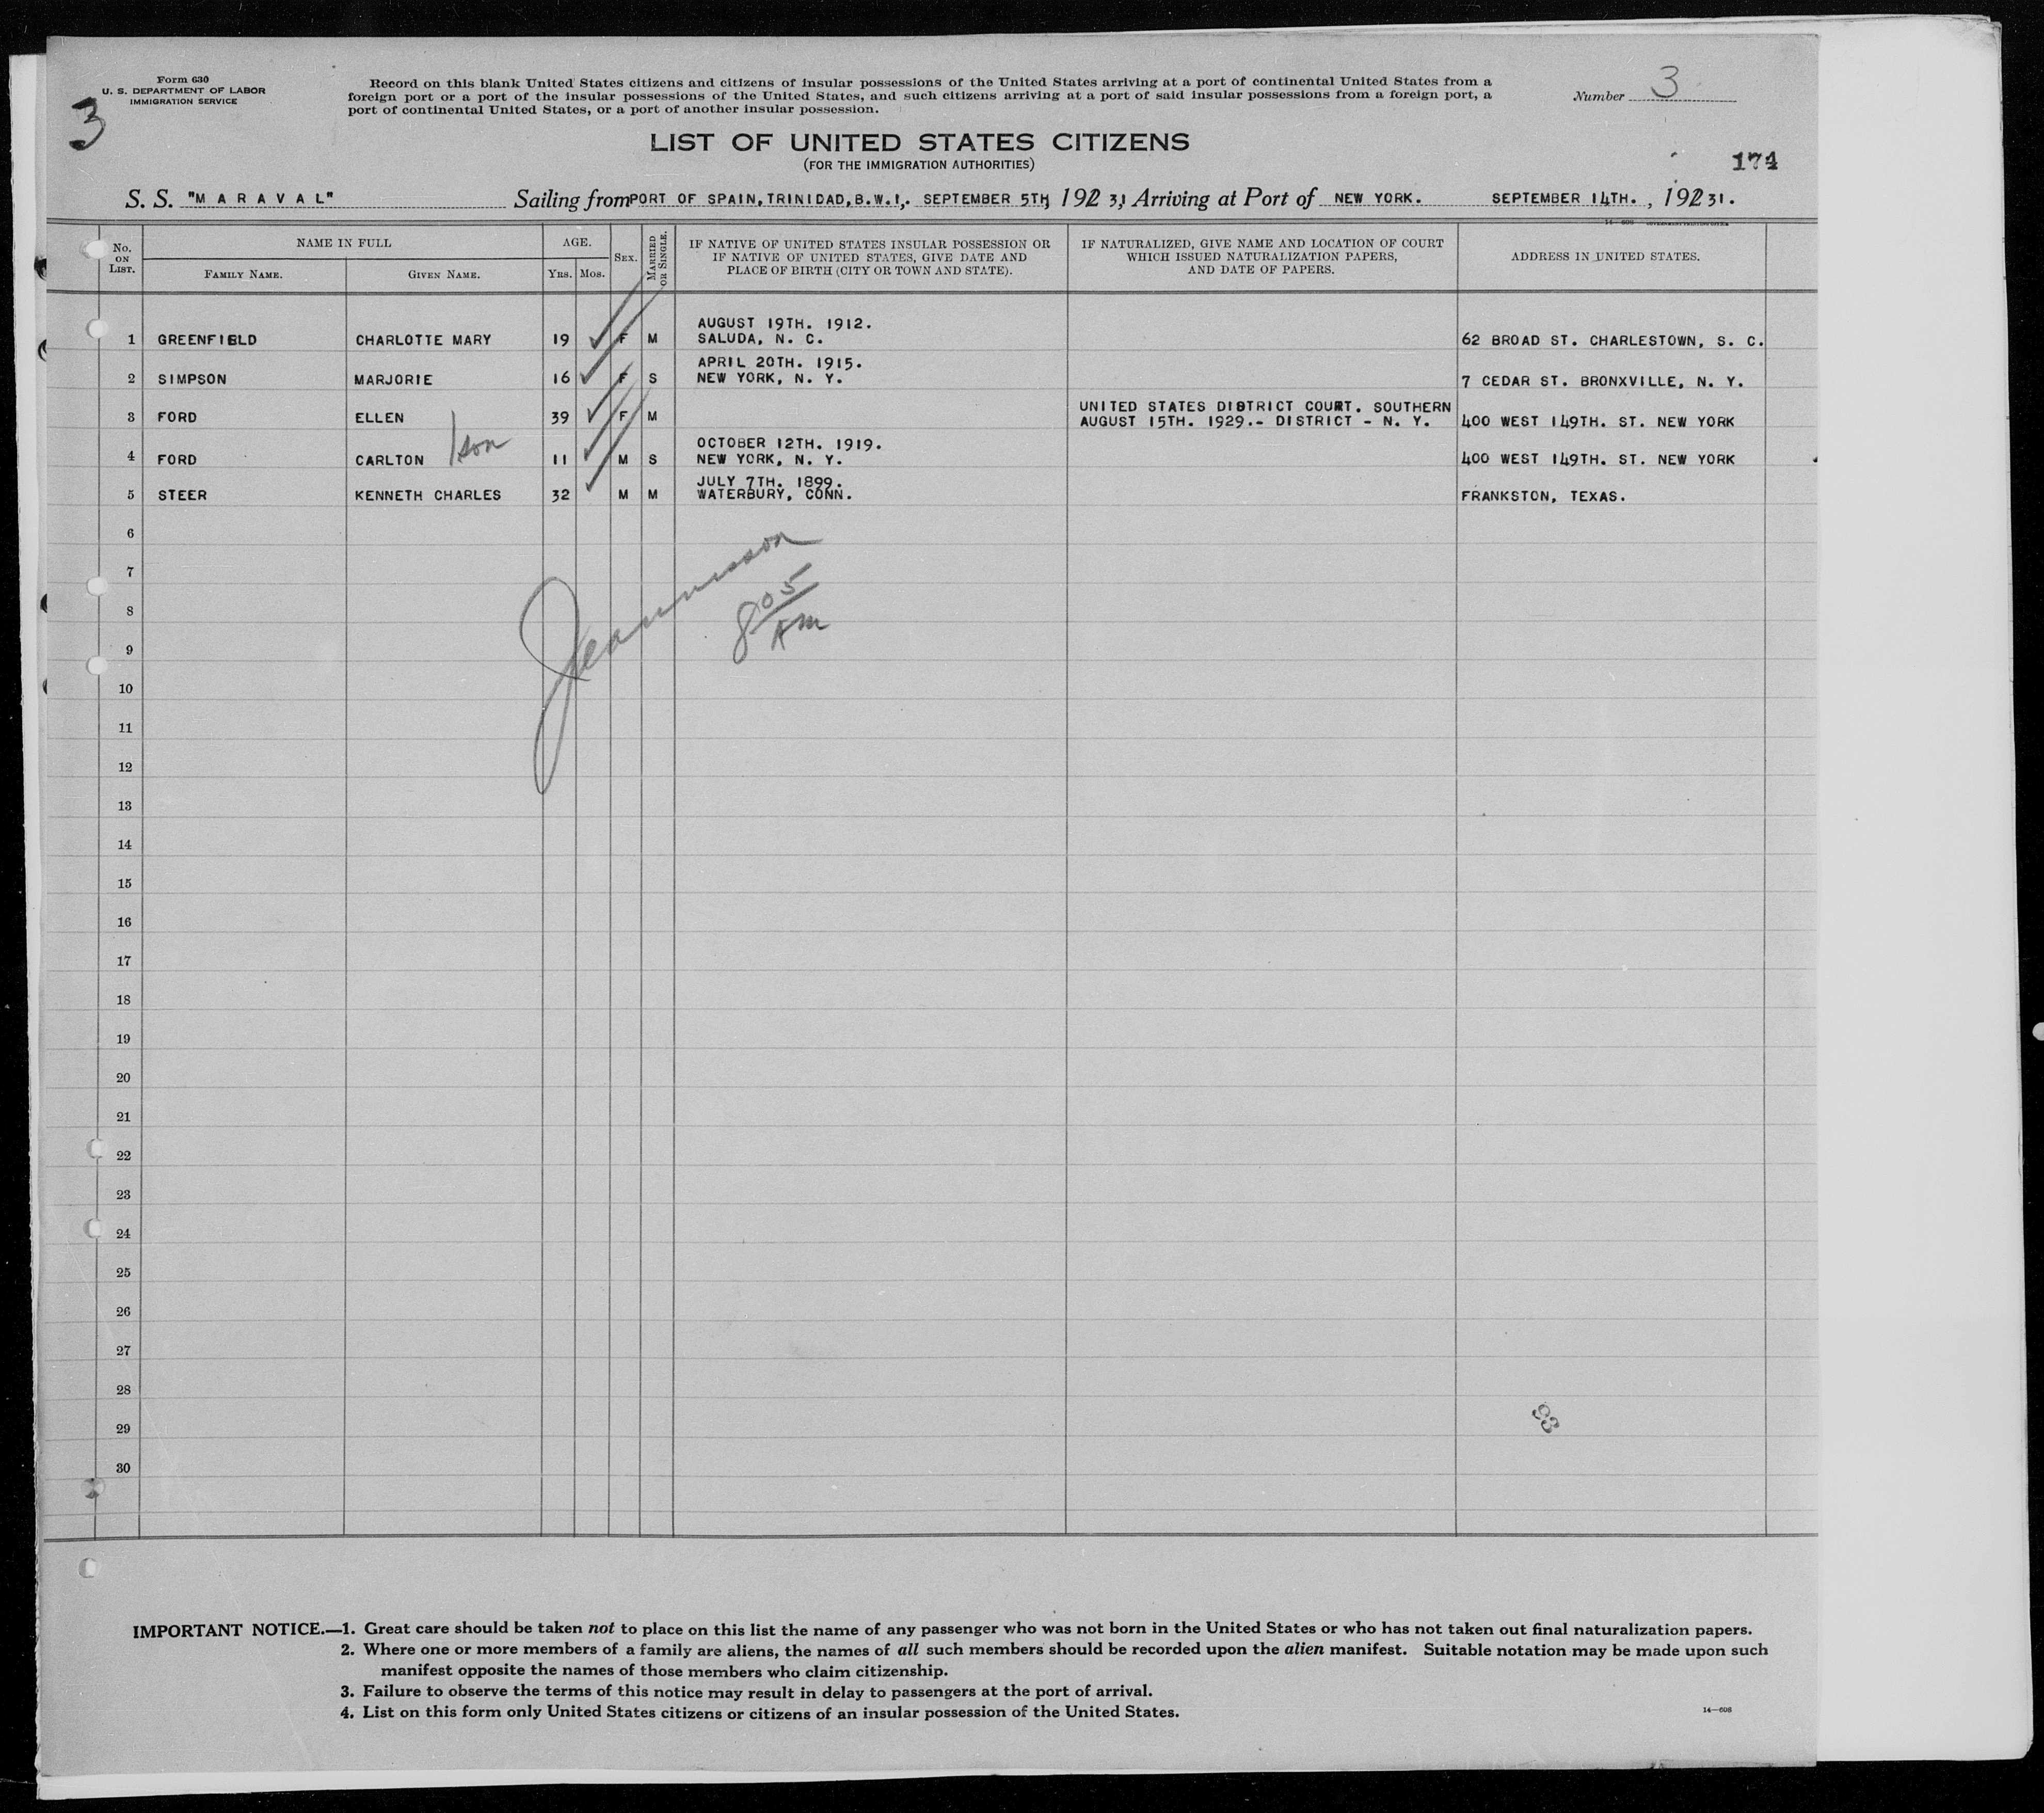 Form 630
U. S. DEPARTMENT OF LABOR
IMMIGRATION SERVICE
3
Record on this blank United States citizens and citizens of insular possessions of the United States arriving at a port of continental United States from a
foreign port or a port of the insular possessions of the United States, and such citizens arriving at a port of said insular possessions from a foreign port, a
port of continental United States, or a port of another insular possession.
Number 3
LIST OF UNITED STATES CITIZENS
(FOR THE IMMIGRATION AUTHORITIES)
174
S. S. "M A R A V A L" Sailing from PORT OF SPAIN, TRINIDAD, B.W.I,. SEPTEMBER 5TH, 192 31, Arriving at Port of NEW YORK. SEPTEMBER 14TH. , 192 31.
No. ON LIST. NAME IN FULL AGE. SEX. MARRIED OR SINGLE. IF NATIVE OF UNITED STATES INSULAR POSSESSION OR IF NATIVE OF UNITED STATES, GIVE DATE AND PLACE OF BIRTH (CITY OR TOWN AND STATE). IF NATURALIZED, GIVE NAME AND LOCATION OF COURT WHICH ISSUED NATURALIZATION PAPERS, AND DATE OF PAPERS. ADDRESS IN UNITED STATES.
FAMILY NAME. GIVEN NAME. YRS. MOS.
AUGUST 19TH. 1912.
1 GREENFIELD CHARLOTTE MARY 19 F M SALUDA, N. C. 62 BROAD ST. CHARLESTOWN, S. C.
APRIL 20TH. 1915.
2 SIMPSON MARJORIE 16 F S NEW YORK, N. Y. 7 CEDAR ST. BRONXVILLE, N. Y.
UNITED STATES DISTRICT COURT. SOUTHERN
3 FORD ELLEN 39 F M AUGUST 15TH. 1929.- DISTRICT - N. Y. 400 WEST 149TH. ST. NEW YORK
son
OCTOBER 12TH. 1919.
4 FORD CARLTON 11 M S NEW YORK, N. Y. 400 WEST 149TH. ST. NEW YORK
JULY 7TH. 1899.
5 STEER KENNETH CHARLES 32 M M WATERBURY, CONN. FRANKSTON, TEXAS.
6
7
8
805 AM
9
10
11
12
13
14
15
16
17
18
19
20
21
22
23
24
25
26
27
28
29
93
30
IMPORTANT NOTICE.—1. Great care should be taken not to place on this list the name of any passenger who was not born in the United States or who has not taken out final naturalization papers.
2. Where one or more members of a family are aliens, the names of all such members should be recorded upon the alien manifest. Suitable notation may be made upon such
manifest opposite the names of those members who claim citizenship.
3. Failure to observe the terms of this notice may result in delay to passengers at the port of arrival.
4. List on this form only United States citizens or citizens of an insular possession of the United States.
14—608